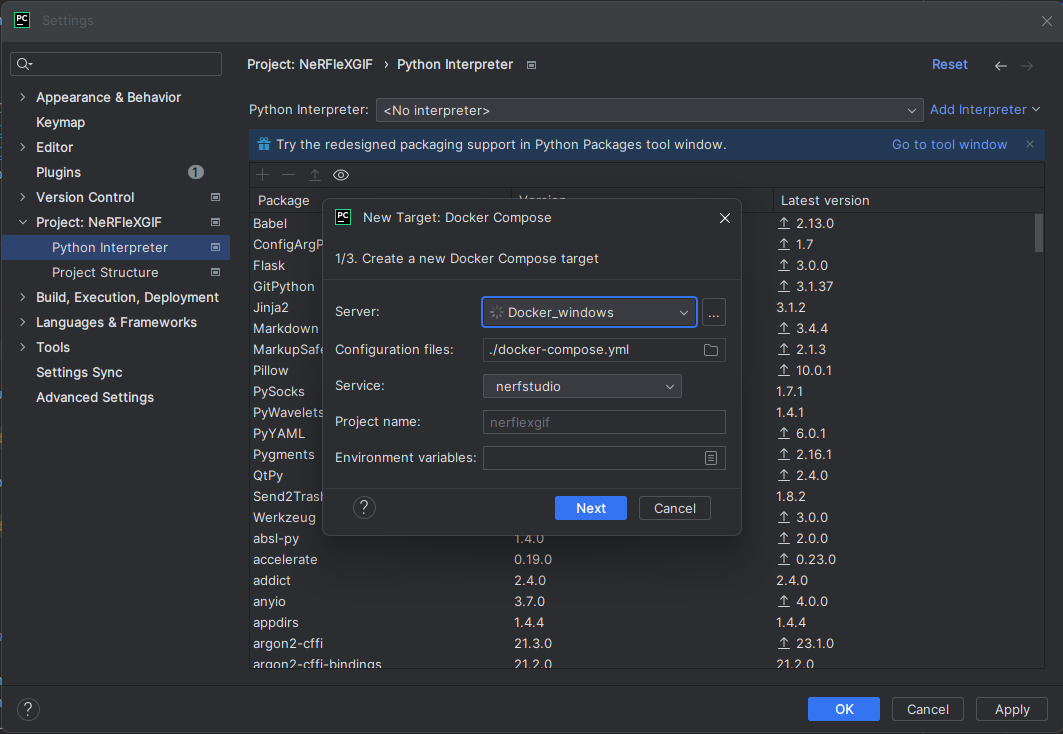 PC Settings
Project: NeRFleXGIF › Python Interpreter
Reset
Appearance & Behavior
Keymap
Editor
Plugins 1
Version Control
Project: NeRFleXGIF
Python Interpreter
Project Structure
Build, Execution, Deployment
Languages & Frameworks
Tools
Settings Sync
Advanced Settings
Python Interpreter: <No interpreter> Add Interpreter
Try the redesigned packaging support in Python Packages tool window. Go to tool window
Package Version Latest version
Babel 2.13.0
ConfigArgP 1.7
Flask 3.0.0
GitPython 3.1.37
Jinja2 3.1.2
Markdown 3.4.4
MarkupSafe 2.1.3
Pillow 10.0.1
PySocks 1.7.1
PyWavelets 1.4.1
PyYAML 6.0.1
Pygments 2.16.1
QtPy 2.4.0
Send2Trash 1.8.2
Werkzeug 3.0.0
absl-py 1.4.0 2.0.0
accelerate 0.19.0 0.23.0
addict 2.4.0 2.4.0
anyio 3.7.0 4.0.0
appdirs 1.4.4 1.4.4
argon2-cffi 21.3.0 23.1.0
argon2-cffi-bindings 21.2.0 21.2.0
PC New Target: Docker Compose
1/3. Create a new Docker Compose target
Server: Docker_windows ...
Configuration files: ./docker-compose.yml
Service: nerfstudio
Project name: nerflexgif
Environment variables:
? Next Cancel
? OK Cancel Apply